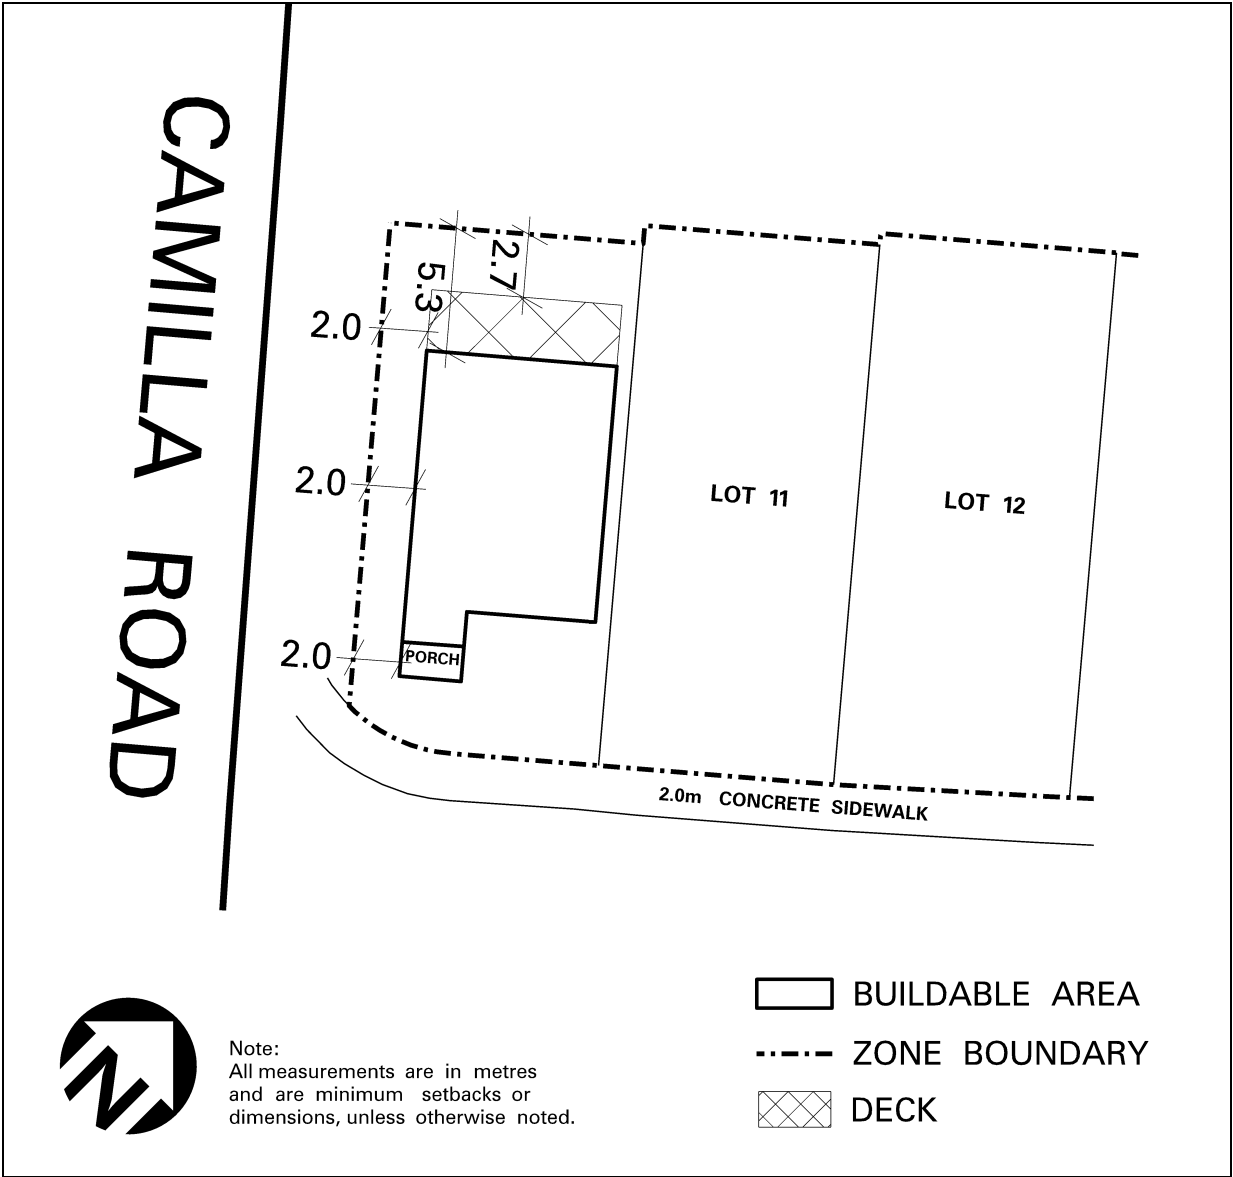 CAMILLA ROAD
2.7
5.3
2.0
2.0
LOT 11
LOT 12
2.0
PORCH
2.0m CONCRETE SIDEWALK
N
Note:
All measurements are in metres
and are minimum setbacks or
dimensions, unless otherwise noted.
BUILDABLE AREA
ZONE BOUNDARY
DECK